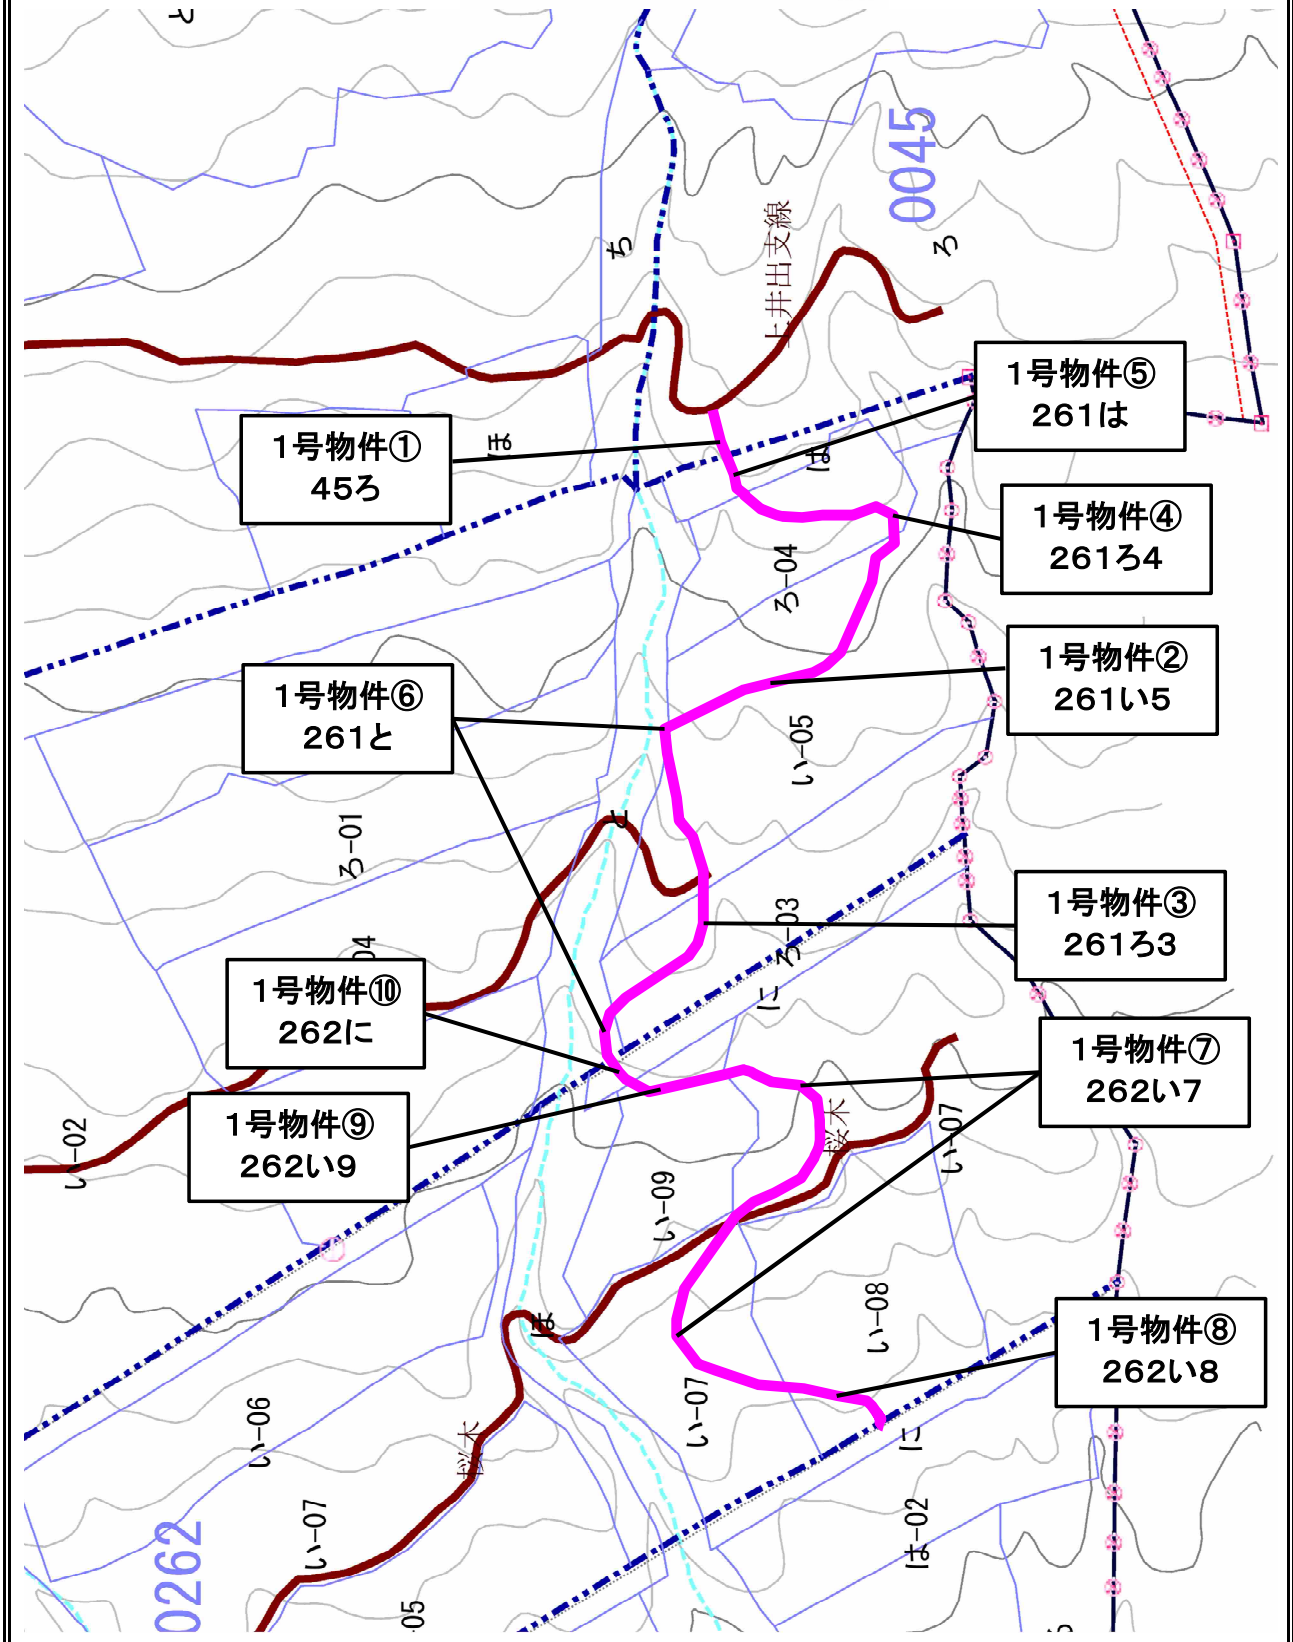 と
0045
ち
ろ
上井出支線
1号物件⑤
261は
1号物件①
45ろ
ほ
は
1号物件④
261ろ4
ろ-04
1号物件②
261い5
1号物件⑥
261と
い-05
と
ろ-01
1号物件③
261ろ3
ろ-03
04
に
1号物件⑩
262に
1号物件⑦
262い7
1号物件⑨
262い9
い-02
桜木
い-07
い-09
1号物件⑧
262い8
い-08
ほ
い-07
い-06
桜木
に
い-07
は-02
0262
05